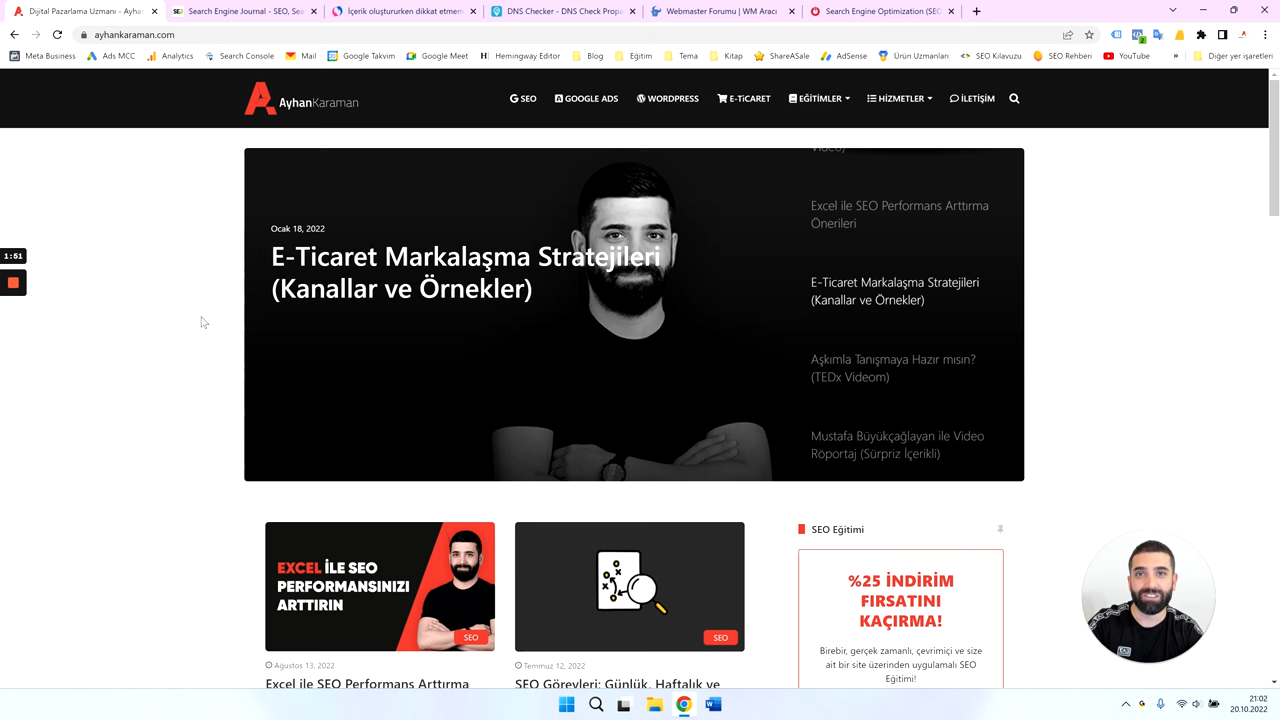 Dijital Pazarlama Uzmanı - Ayhan
Search Engine Journal - SEO, Sea
İçerik oluştururken dikkat etmem
DNS Checker - DNS Check Prop
Webmaster Forumu | WM Aracı
Search Engine Optimization (SEO
ayhankaraman.com
Meta Business
Ads MCC
Analytics
Search Console
Mail
Google Takvim
Google Meet
Hemingway Editor
Blog
Eğitim
Tema
Kitap
ShareASale
AdSense
Ürün Uzmanları
SEO Kılavuzu
SEO Rehberi
YouTube
»
Diğer yer işaretleri
AyhanKaraman
SEO
GOOGLE ADS
WORDPRESS
E-TiCARET
EĞİTİMLER
HİZMETLER
İLETİŞİM
1:51
Ocak 18, 2022
E-Ticaret Markalaşma Stratejileri
(Kanallar ve Örnekler)
Video)
Excel ile SEO Performans Arttırma
Önerileri
E-Ticaret Markalaşma Stratejileri
(Kanallar ve Örnekler)
Aşkımla Tanışmaya Hazır mısın?
(TEDx Videom)
Mustafa Büyükçağlayan ile Video
Röportaj (Sürpriz İçerikli)
EXCEL İLE SEO
PERFORMANSINIZI
ARTTIRIN
SEO
Ağustos 13, 2022
Excel ile SEO Performans Arttırma
SEO
Temmuz 12, 2022
SEO Görevleri: Günlük, Haftalık ve
SEO Eğitimi
%25 İNDİRİM
FIRSATINI
KAÇIRMA!
Birebir, gerçek zamanlı, çevrimiçi ve size
ait bir site üzerinden uygulamalı SEO
Eğitimi!
21:02
20.10.2022